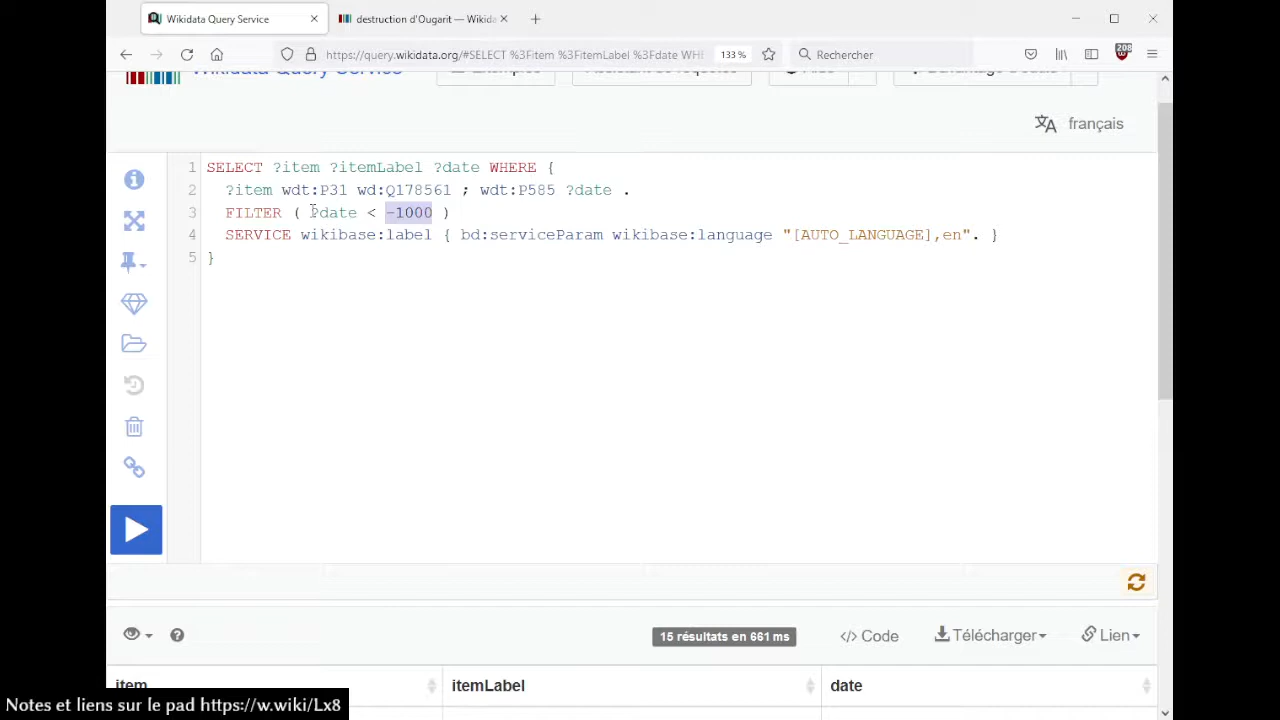 Wikidata Query Service
destruction d'Ougarit — Wikida
https://query.wikidata.org/#SELECT %3Fitem %3FitemLabel %3Fdate WHE
133 %
Rechercher
208
français
1 SELECT ?item ?itemLabel ?date WHERE {
2 ?item wdt:P31 wd:Q178561 ; wdt:P585 ?date .
3 FILTER ( ?date < -1000 )
4 SERVICE wikibase:label { bd:serviceParam wikibase:language "[AUTO_LANGUAGE],en". }
5 }
15 résultats en 661 ms
</> Code
Télécharger
Lien
item
itemLabel
date
Notes et liens sur le pad https://w.wiki/Lx8